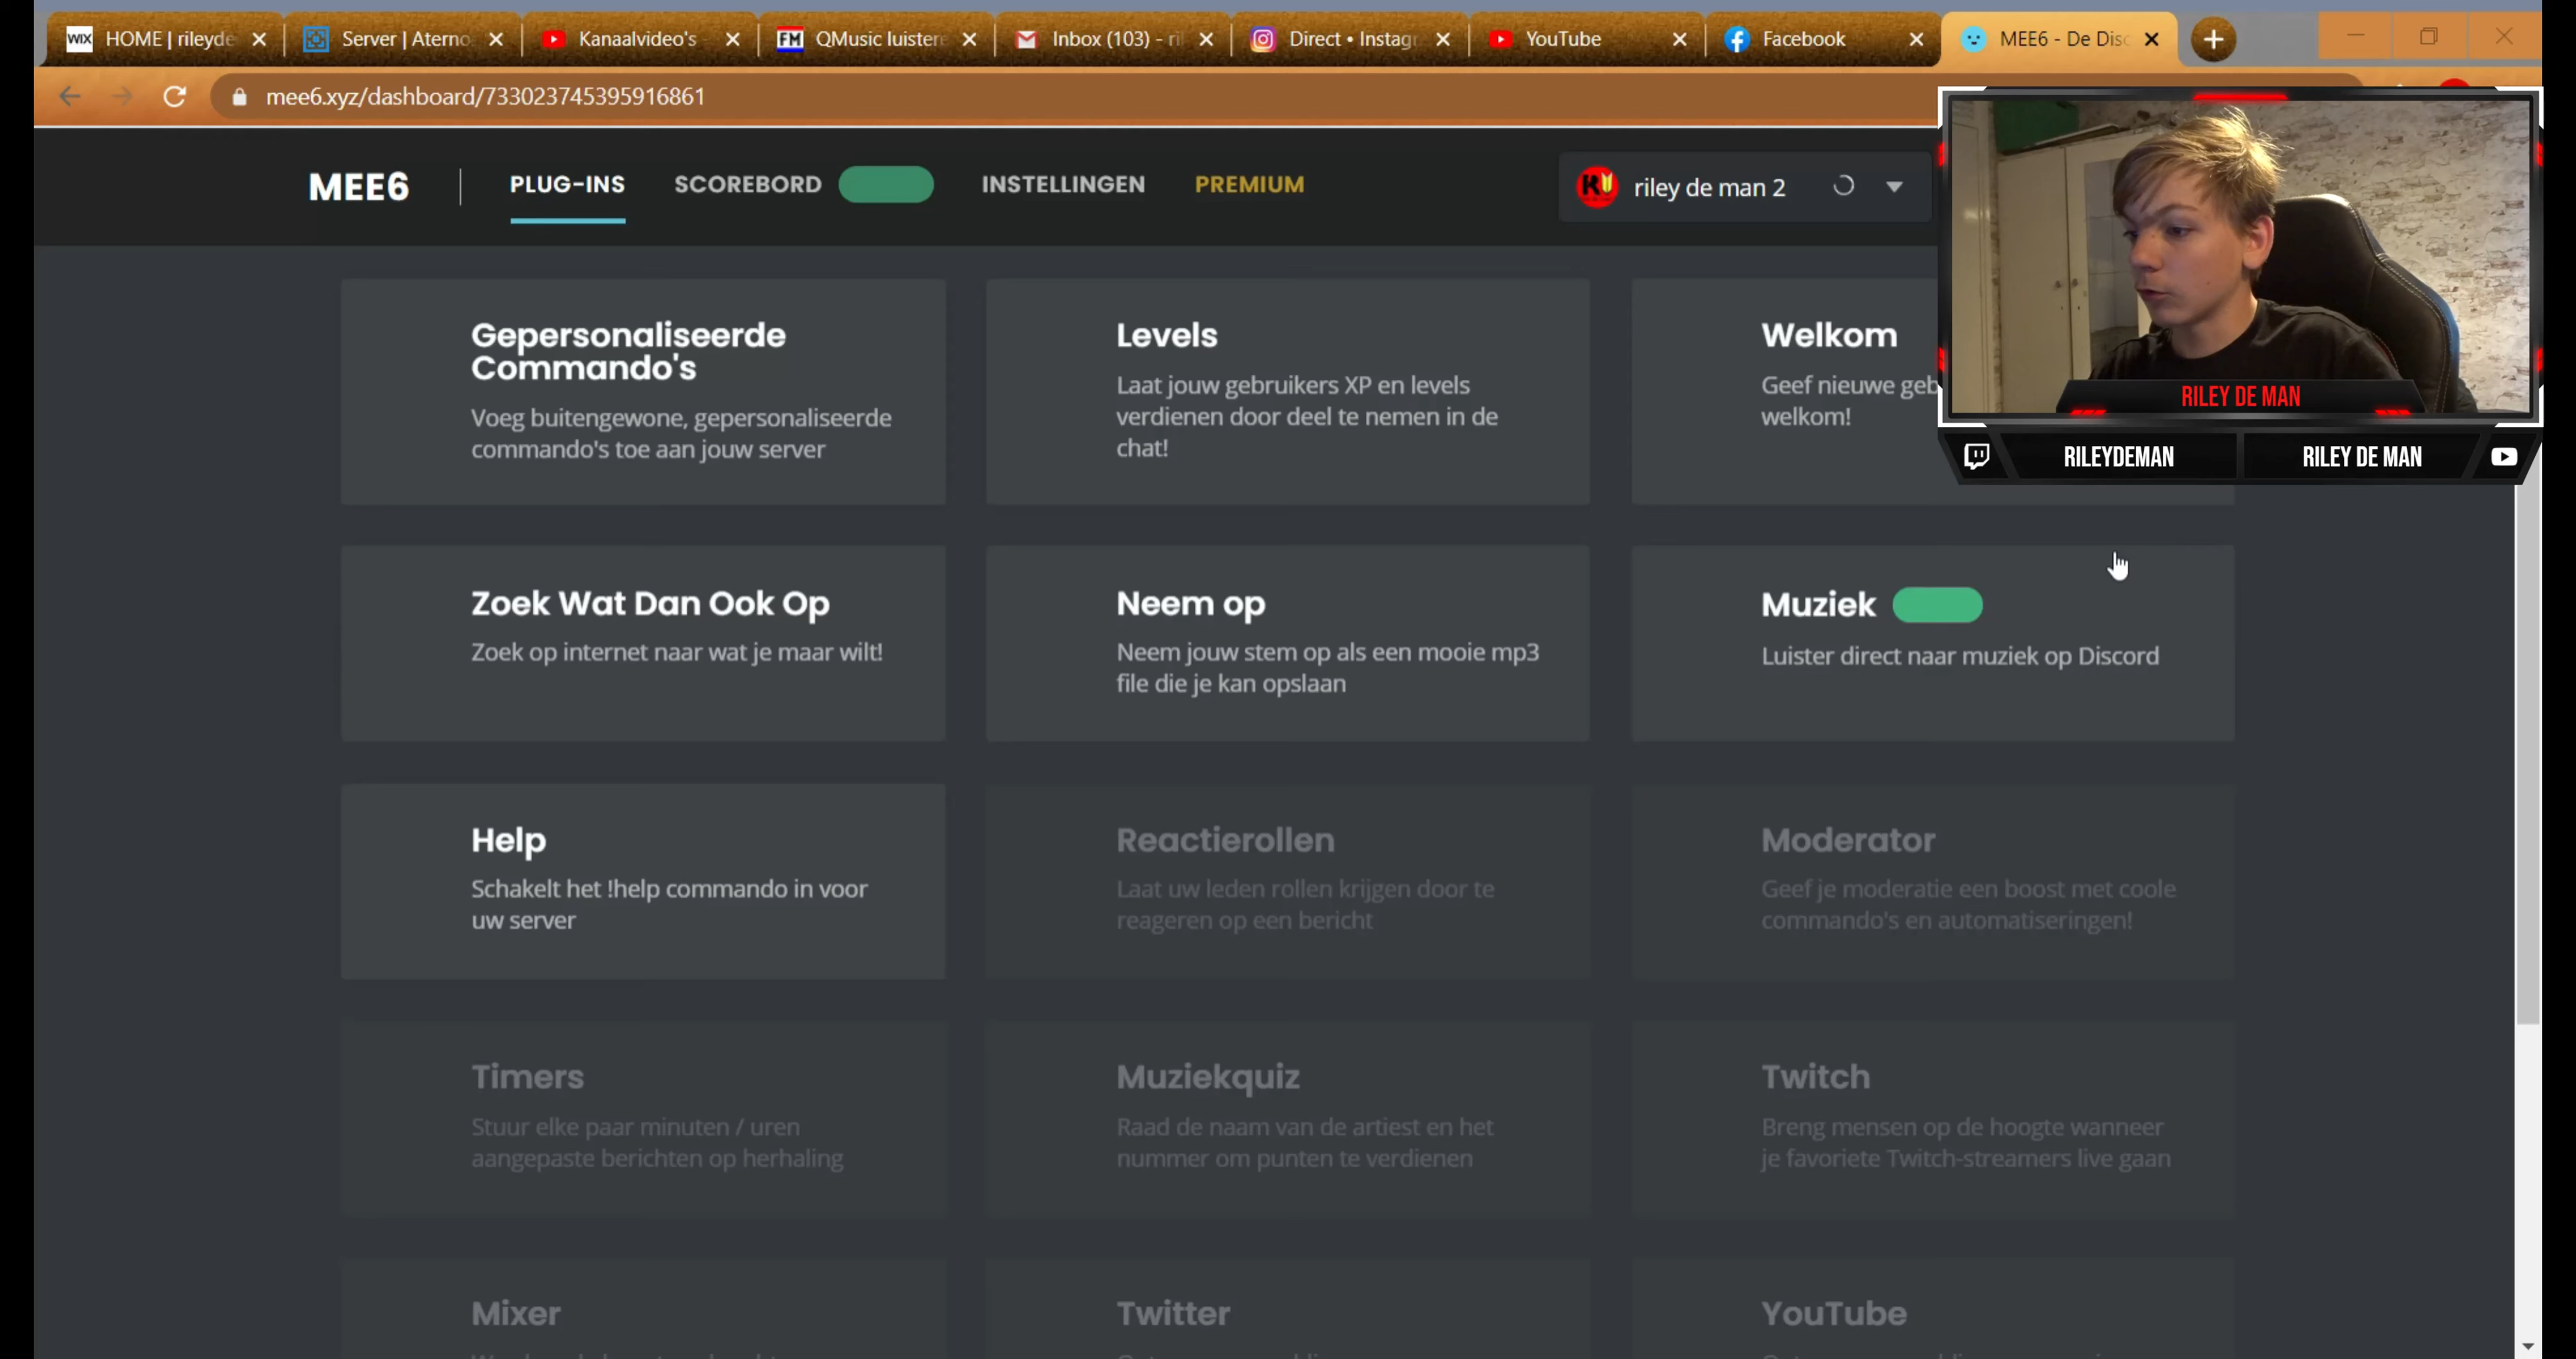 WIX HOME | rileyde
Server | Aterno
Kanaalvideo's
FM QMusic luistere
Inbox (103) - ri
Direct • Instagr
YouTube
Facebook
MEE6 - De Disc
mee6.xyz/dashboard/733023745395916861
MEE6
PLUG-INS
SCOREBORD
INSTELLINGEN
PREMIUM
riley de man 2
RILEY DE MAN
RILEYDEMAN
RILEY DE MAN
Gepersonaliseerde
Commando's
Voeg buitengewone, gepersonaliseerde
commando's toe aan jouw server
Levels
Laat jouw gebruikers XP en levels
verdienen door deel te nemen in de
chat!
Welkom
Geef nieuwe geb
welkom!
Zoek Wat Dan Ook Op
Zoek op internet naar wat je maar wilt!
Neem op
Neem jouw stem op als een mooie mp3
file die je kan opslaan
Muziek
Luister direct naar muziek op Discord
Help
Schakelt het !help commando in voor
uw server
Reactierollen
Laat uw leden rollen krijgen door te
reageren op een bericht
Moderator
Geef je moderatie een boost met coole
commando's en automatiseringen!
Timers
Stuur elke paar minuten / uren
aangepaste berichten op herhaling
Muziekquiz
Raad de naam van de artiest en het
nummer om punten te verdienen
Twitch
Breng mensen op de hoogte wanneer
je favoriete Twitch-streamers live gaan
Mixer
Twitter
YouTube